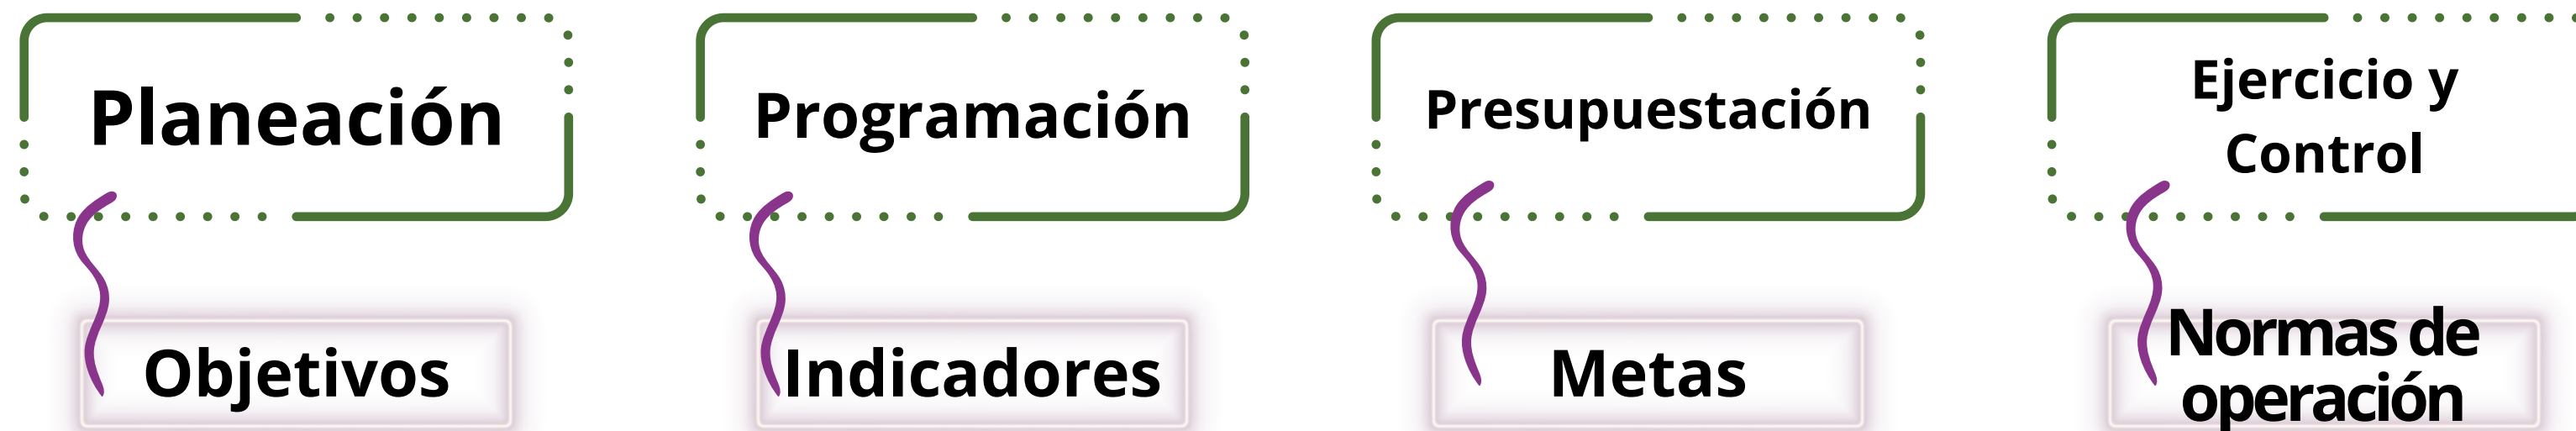 Planeación
Programación
Presupuestación
Ejercicio y
Control
Objetivos
Indicadores
Metas
Normas de
operación